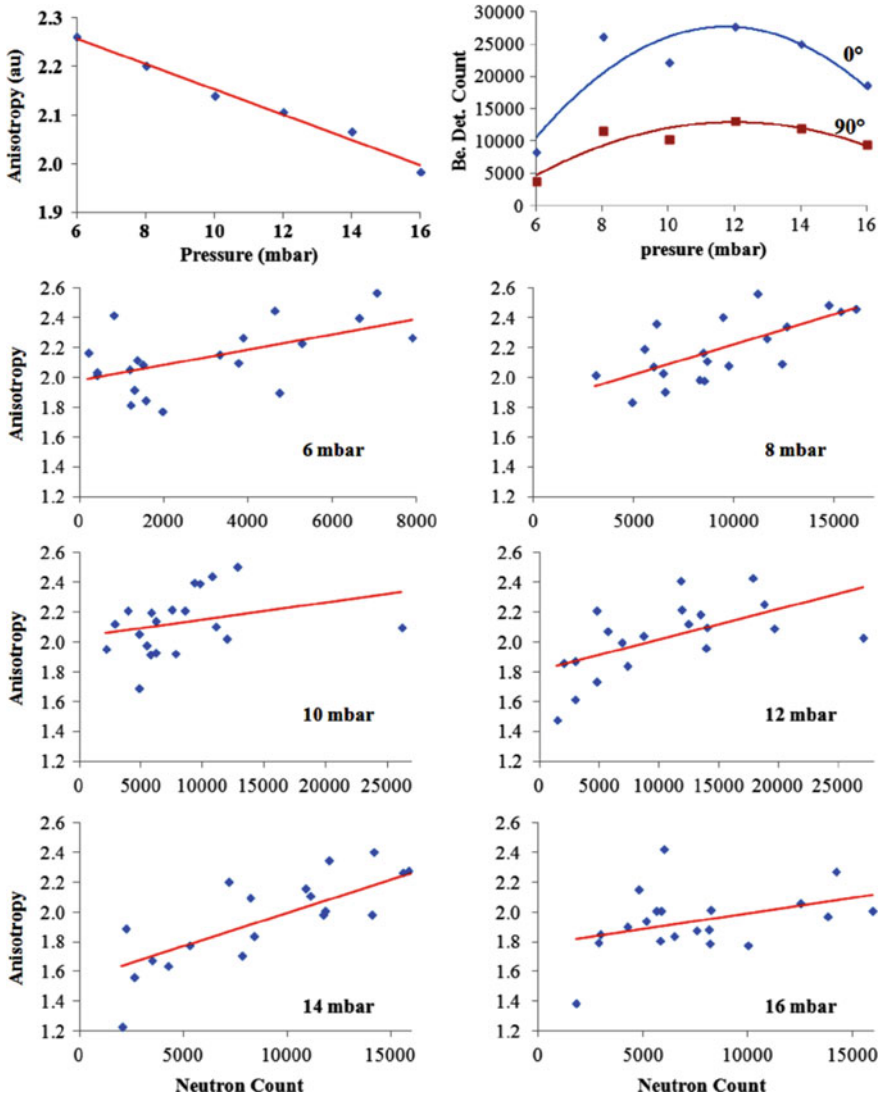 Anisotropy (au)
2.3
2.2
2.1
2.0
1.9
6 8 10 12 14 16
Pressure (mbar)
Be. Det. Count
30000
25000
20000
15000
10000
5000
0
0°
90°
6 8 10 12 14 16
presure (mbar)
Anisotropy
2.6
2.4
2.2
2.0
1.8
1.6
1.4
1.2
6 mbar
0 2000 4000 6000 8000
2.6
2.4
2.2
2.0
1.8
1.6
1.4
1.2
8 mbar
0 5000 10000 15000
Anisotropy
2.6
2.4
2.2
2.0
1.8
1.6
1.4
1.2
10 mbar
0 5000 10000 15000 20000 25000
2.6
2.4
2.2
2.0
1.8
1.6
1.4
1.2
12 mbar
0 5000 10000 15000 20000 25000
Anisotropy
2.6
2.4
2.2
2.0
1.8
1.6
1.4
1.2
14 mbar
0 5000 10000 15000
Neutron Count
2.6
2.4
2.2
2.0
1.8
1.6
1.4
1.2
16 mbar
0 5000 10000 15000
Neutron Count